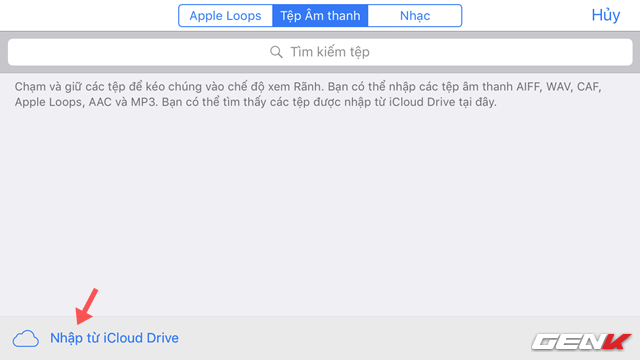 Apple Loops Tệp Âm thanh Nhạc Hủy
Tìm kiếm tệp
Chạm và giữ các tệp để kéo chúng vào chế độ xem Rãnh. Bạn có thể nhập các tệp âm thanh AIFF, WAV, CAF,
Apple Loops, AAC và MP3. Bạn có thể tìm thấy các tệp được nhập từ iCloud Drive tại đây.
Nhập từ iCloud Drive
GENK